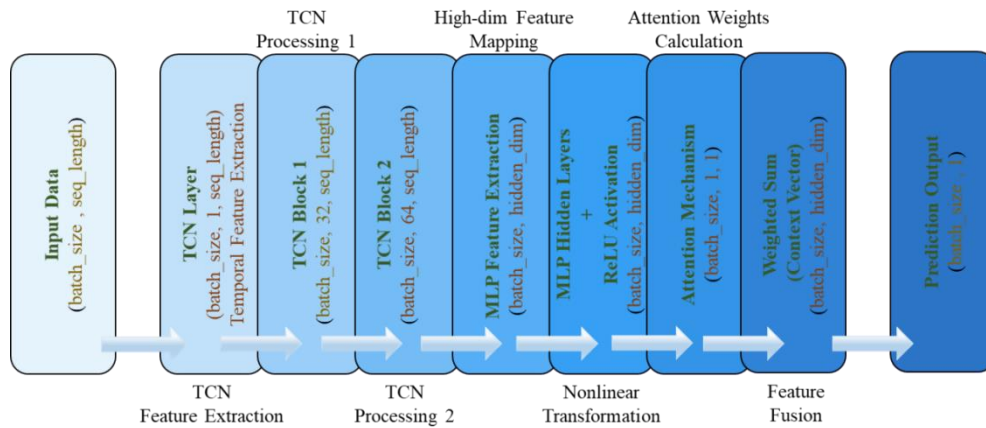 TCN
Processing 1
High-dim Feature
Mapping
Attention Weights
Calculation
Input Data
(batch_size , seq_length)
TCN Layer
(batch_size, 1, seq_length)
Temporal Feature Extraction
TCN Block 1
(batch_size, 32, seq_length)
TCN Block 2
(batch_size, 64, seq_length)
MLP Feature Extraction
(batch_size, hidden_dim)
MLP Hidden Layers
+
ReLU Activation
(batch_size, hidden_dim)
Attention Mechanism
(batch_size, 1, 1)
Weighted Sum
(Context Vector)
(batch_size, hidden_dim)
Prediction Output
(batch_size , 1)
TCN
Feature Extraction
TCN
Processing 2
Nonlinear
Transformation
Feature
Fusion